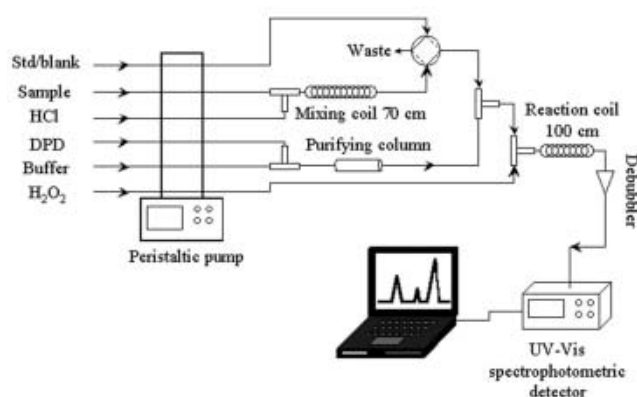 Std/blank
Sample
HCl
DPD
Buffer
H₂O₂
Peristaltic pump
Waste
Mixing coil 70 cm
Purifying column
Reaction coil
100 cm
Debubbler
UV-Vis
spectrophotometric
detector